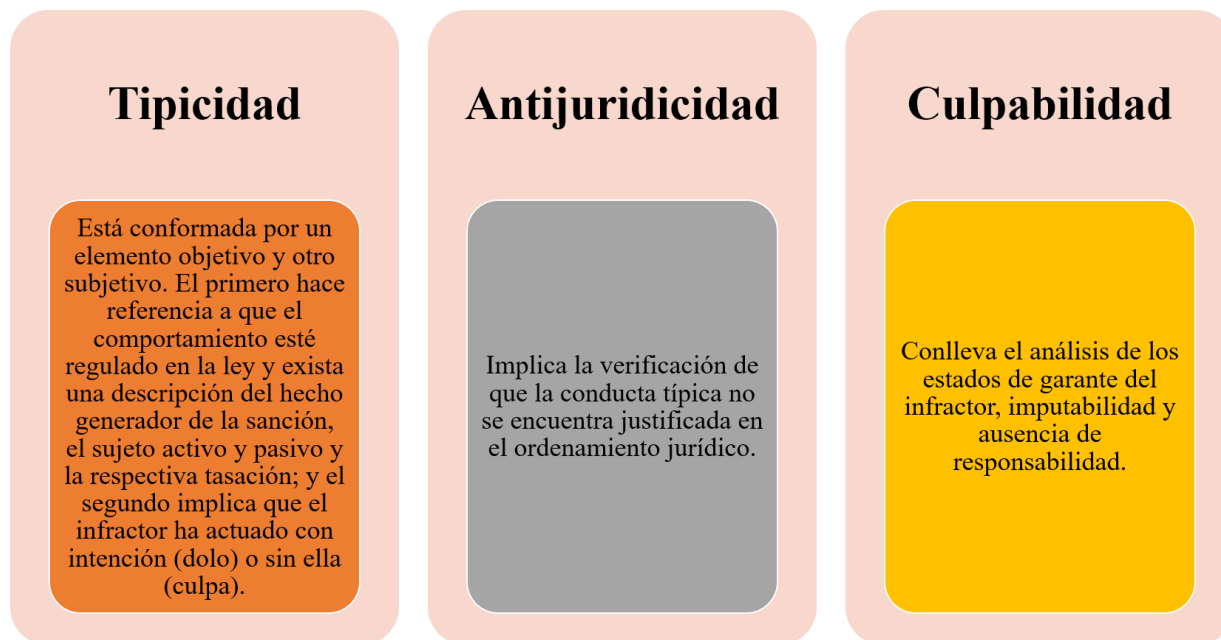 Tipicidad
Está conformada por un
elemento objetivo y otro
subjetivo. El primero hace
referencia a que el
comportamiento esté
regulado en la ley y exista
una descripción del hecho
generador de la sanción,
el sujeto activo y pasivo y
la respectiva tasación; y el
segundo implica que el
infractor ha actuado con
intención (dolo) o sin ella
(culpa).
Antijuridicidad
Implica la verificación de
que la conducta típica no
se encuentra justificada en
el ordenamiento jurídico.
Culpabilidad
Conlleva el análisis de los
estados de garante del
infractor, imputabilidad y
ausencia de
responsabilidad.